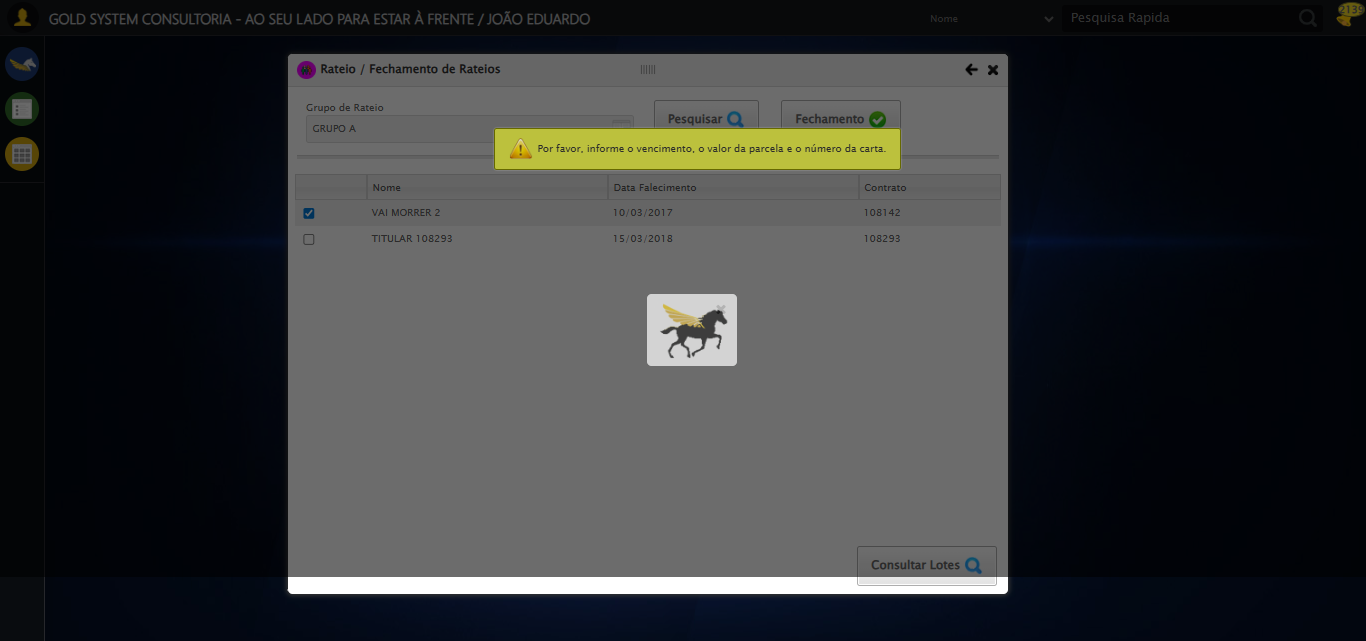 GOLD SYSTEM CONSULTORIA - AO SEU LADO PARA ESTAR À FRENTE / JOÃO EDUARDO
Nome
Pesquisa Rapida
2139
Rateio / Fechamento de Rateios
Grupo de Rateio
GRUPO A
Pesquisar
Fechamento
Por favor, informe o vencimento, o valor da parcela e o número da carta.
Nome Data Falecimento Contrato
VAI MORRER 2 10/03/2017 108142
TITULAR 108293 15/03/2018 108293
Consultar Lotes